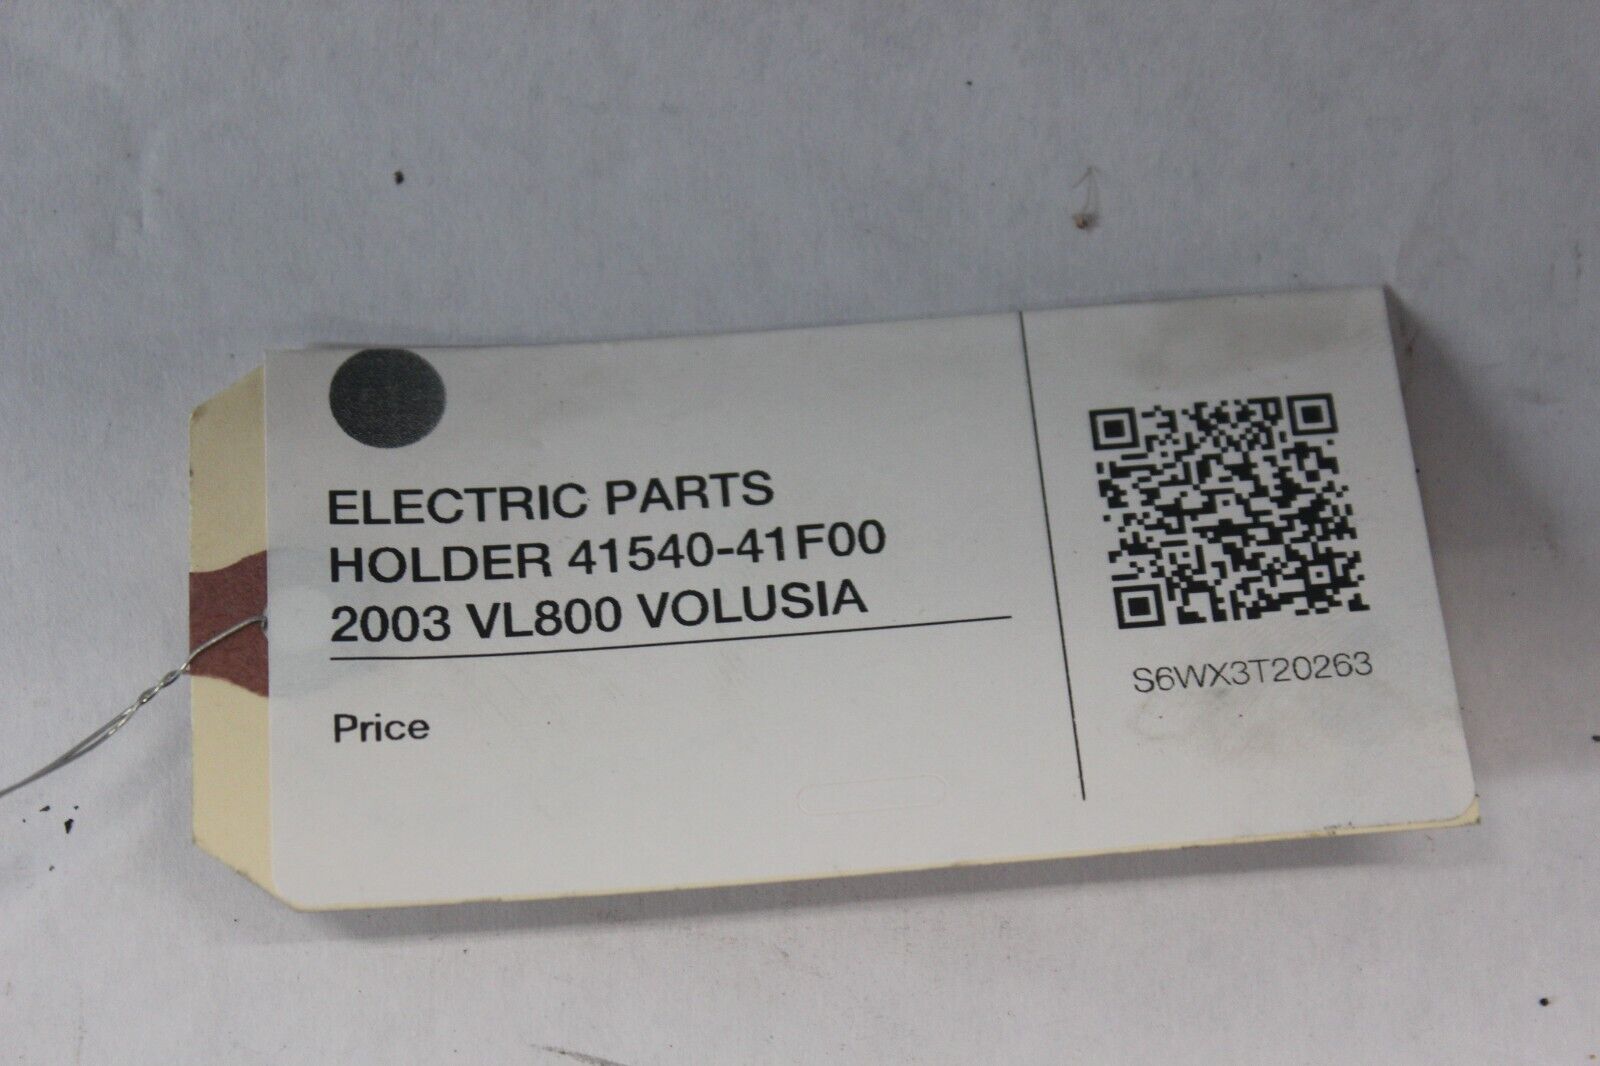 ELECTRIC PARTS
HOLDER 41540-41F00
2003 VL800 VOLUSIA
Price
S6WX3T20263